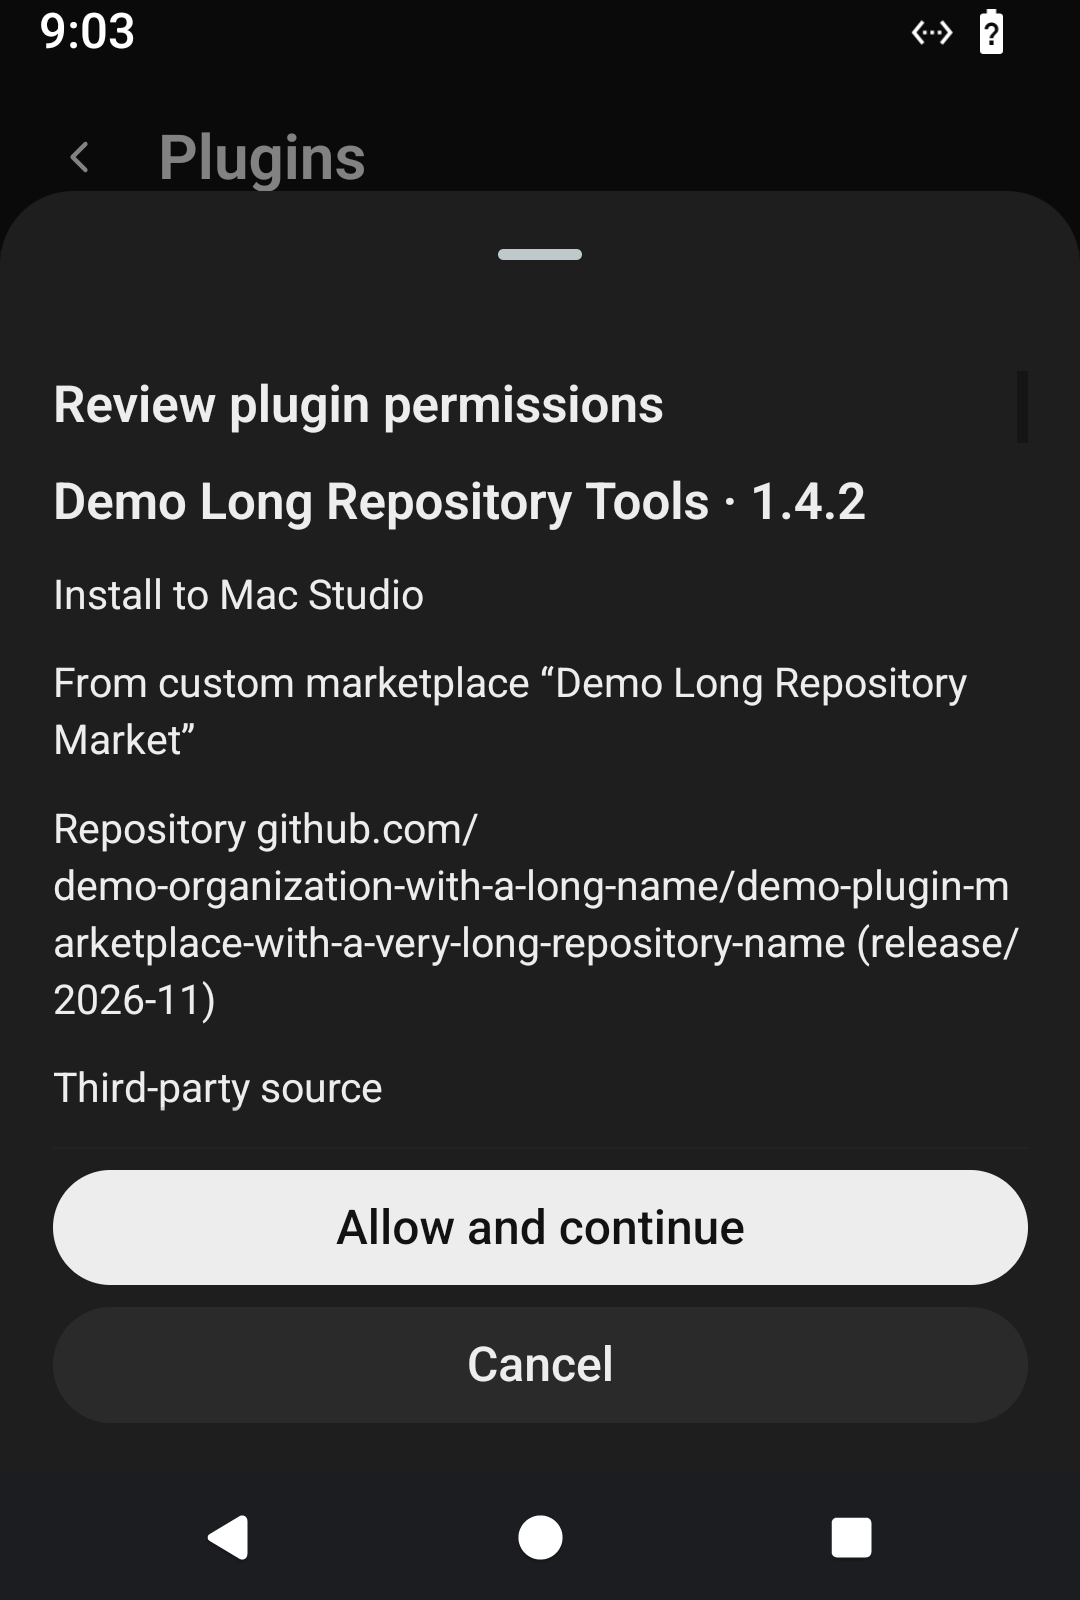 9:03
Plugins
Review plugin permissions
Demo Long Repository Tools · 1.4.2
Install to Mac Studio
From custom marketplace “Demo Long Repository
Market”
Repository github.com/
demo-organization-with-a-long-name/demo-plugin-m
arketplace-with-a-very-long-repository-name (release/
2026-11)
Third-party source
Allow and continue
Cancel